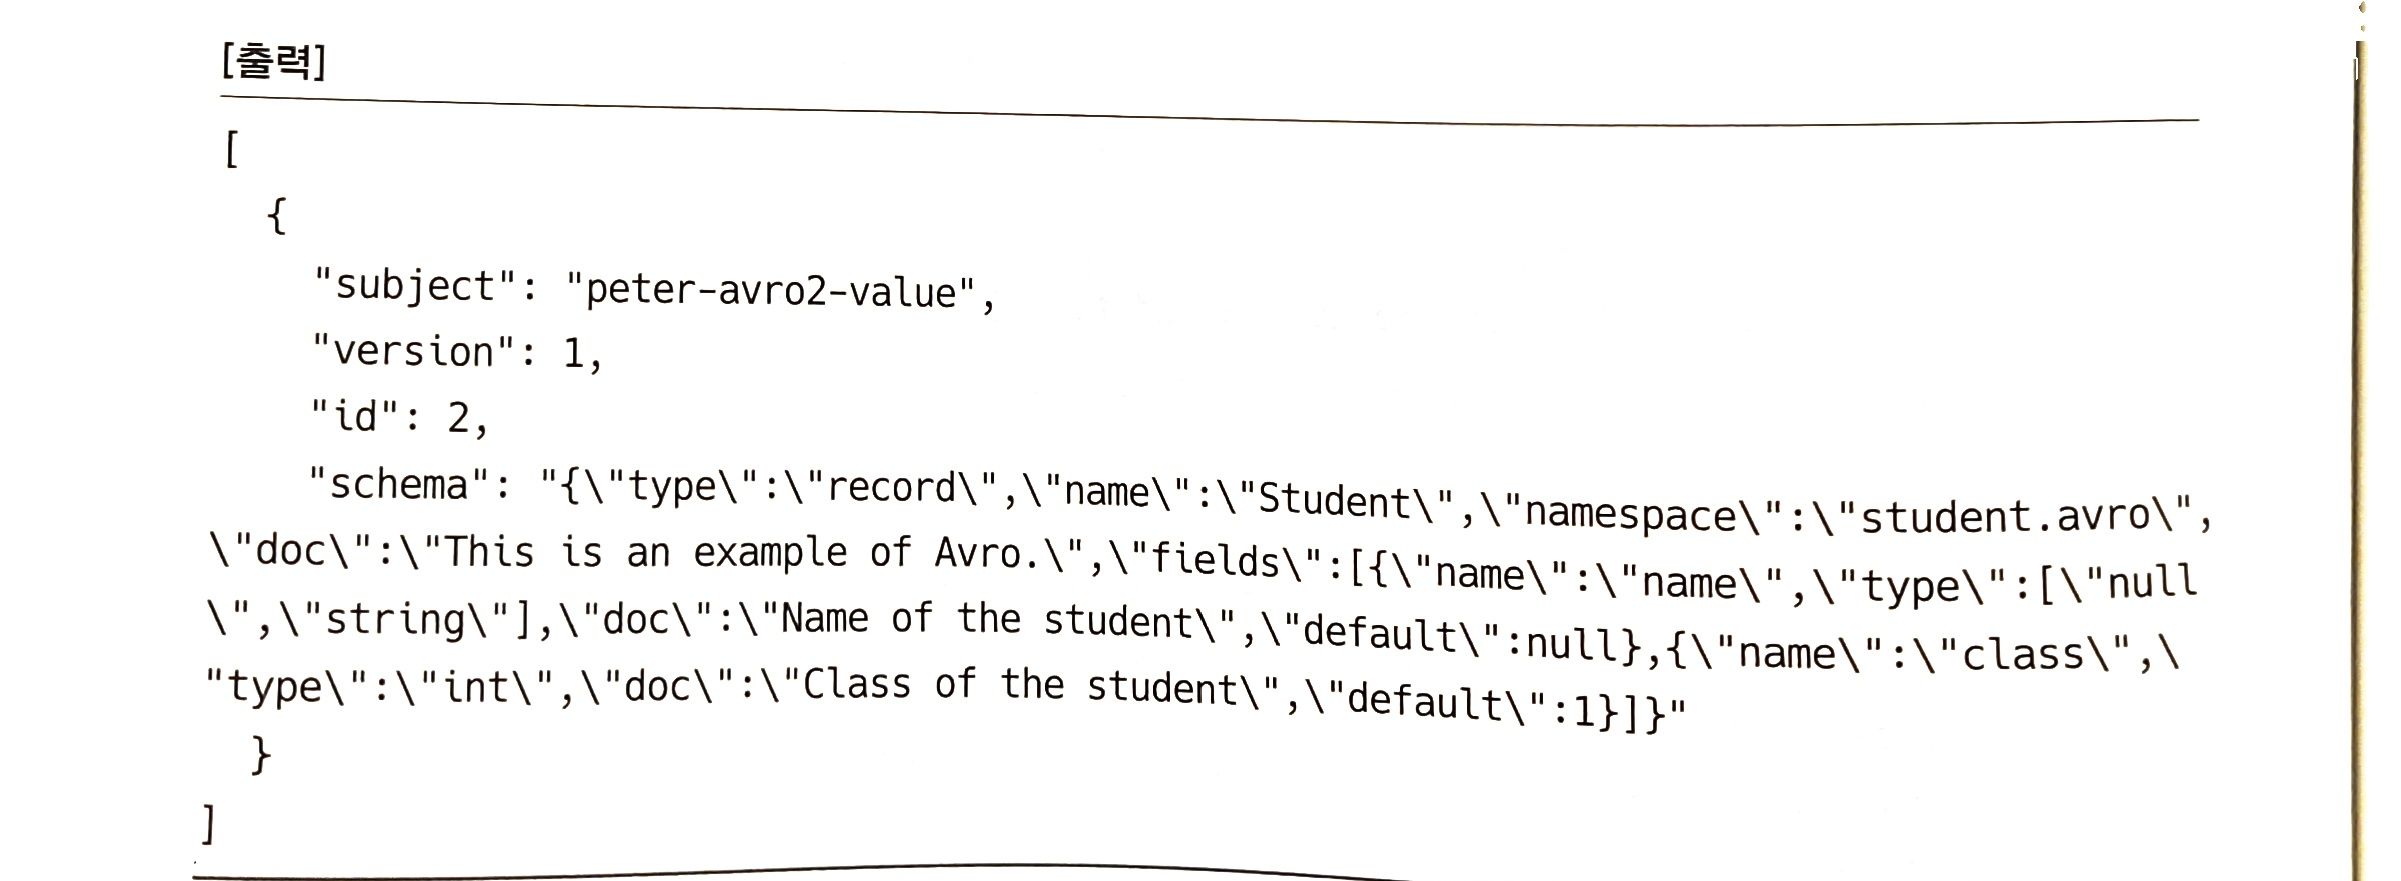 [출력]
[
  {
    "subject": "peter-avro2-value",
    "version": 1,
    "id": 2,
    "schema": "{\"type\":\"record\",\"name\":\"Student\",\"namespace\":\"student.avro\",
\"doc\":\"This is an example of Avro.\",\"fields\":[{\"name\":\"name\",\"type\":[\"null
\",\"string\"],\"doc\":\"Name of the student\",\"default\":null},{\"name\":\"class\",\
"type\":\"int\",\"doc\":\"Class of the student\",\"default\":1}]}"
  }
]